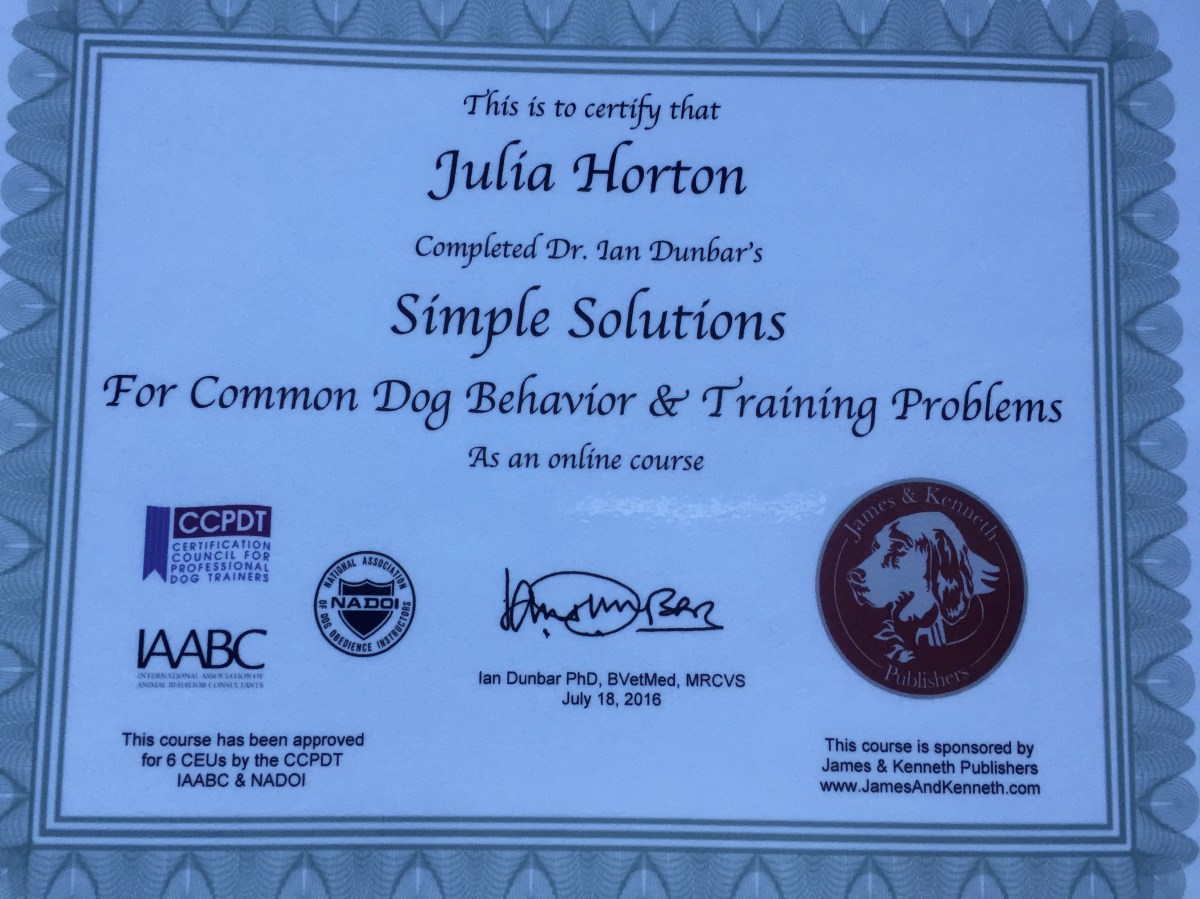 This is to certify that
Julia Horton
Completed Dr. Ian Dunbar's
Simple Solutions
For Common Dog Behavior & Training Problems
As an online course
CCPDT
CERTIFICATION
COUNCIL FOR
PROFESSIONAL
DOG TRAINERS
IAABC
INTERNATIONAL ASSOCIATION OF
ANIMAL BEHAVIOR CONSULTANTS
This course has been approved
for 6 CEUs by the CCPDT
IAABC & NADOI
NATIONAL ASSOCIATION
NADOI
OF DOG OBEDIENCE INSTRUCTORS
Ian Dunbar PhD, BVetMed, MRCVS
July 18, 2016
James & Kenneth
Publishers
This course is sponsored by
James & Kenneth Publishers
www.JamesAndKenneth.com